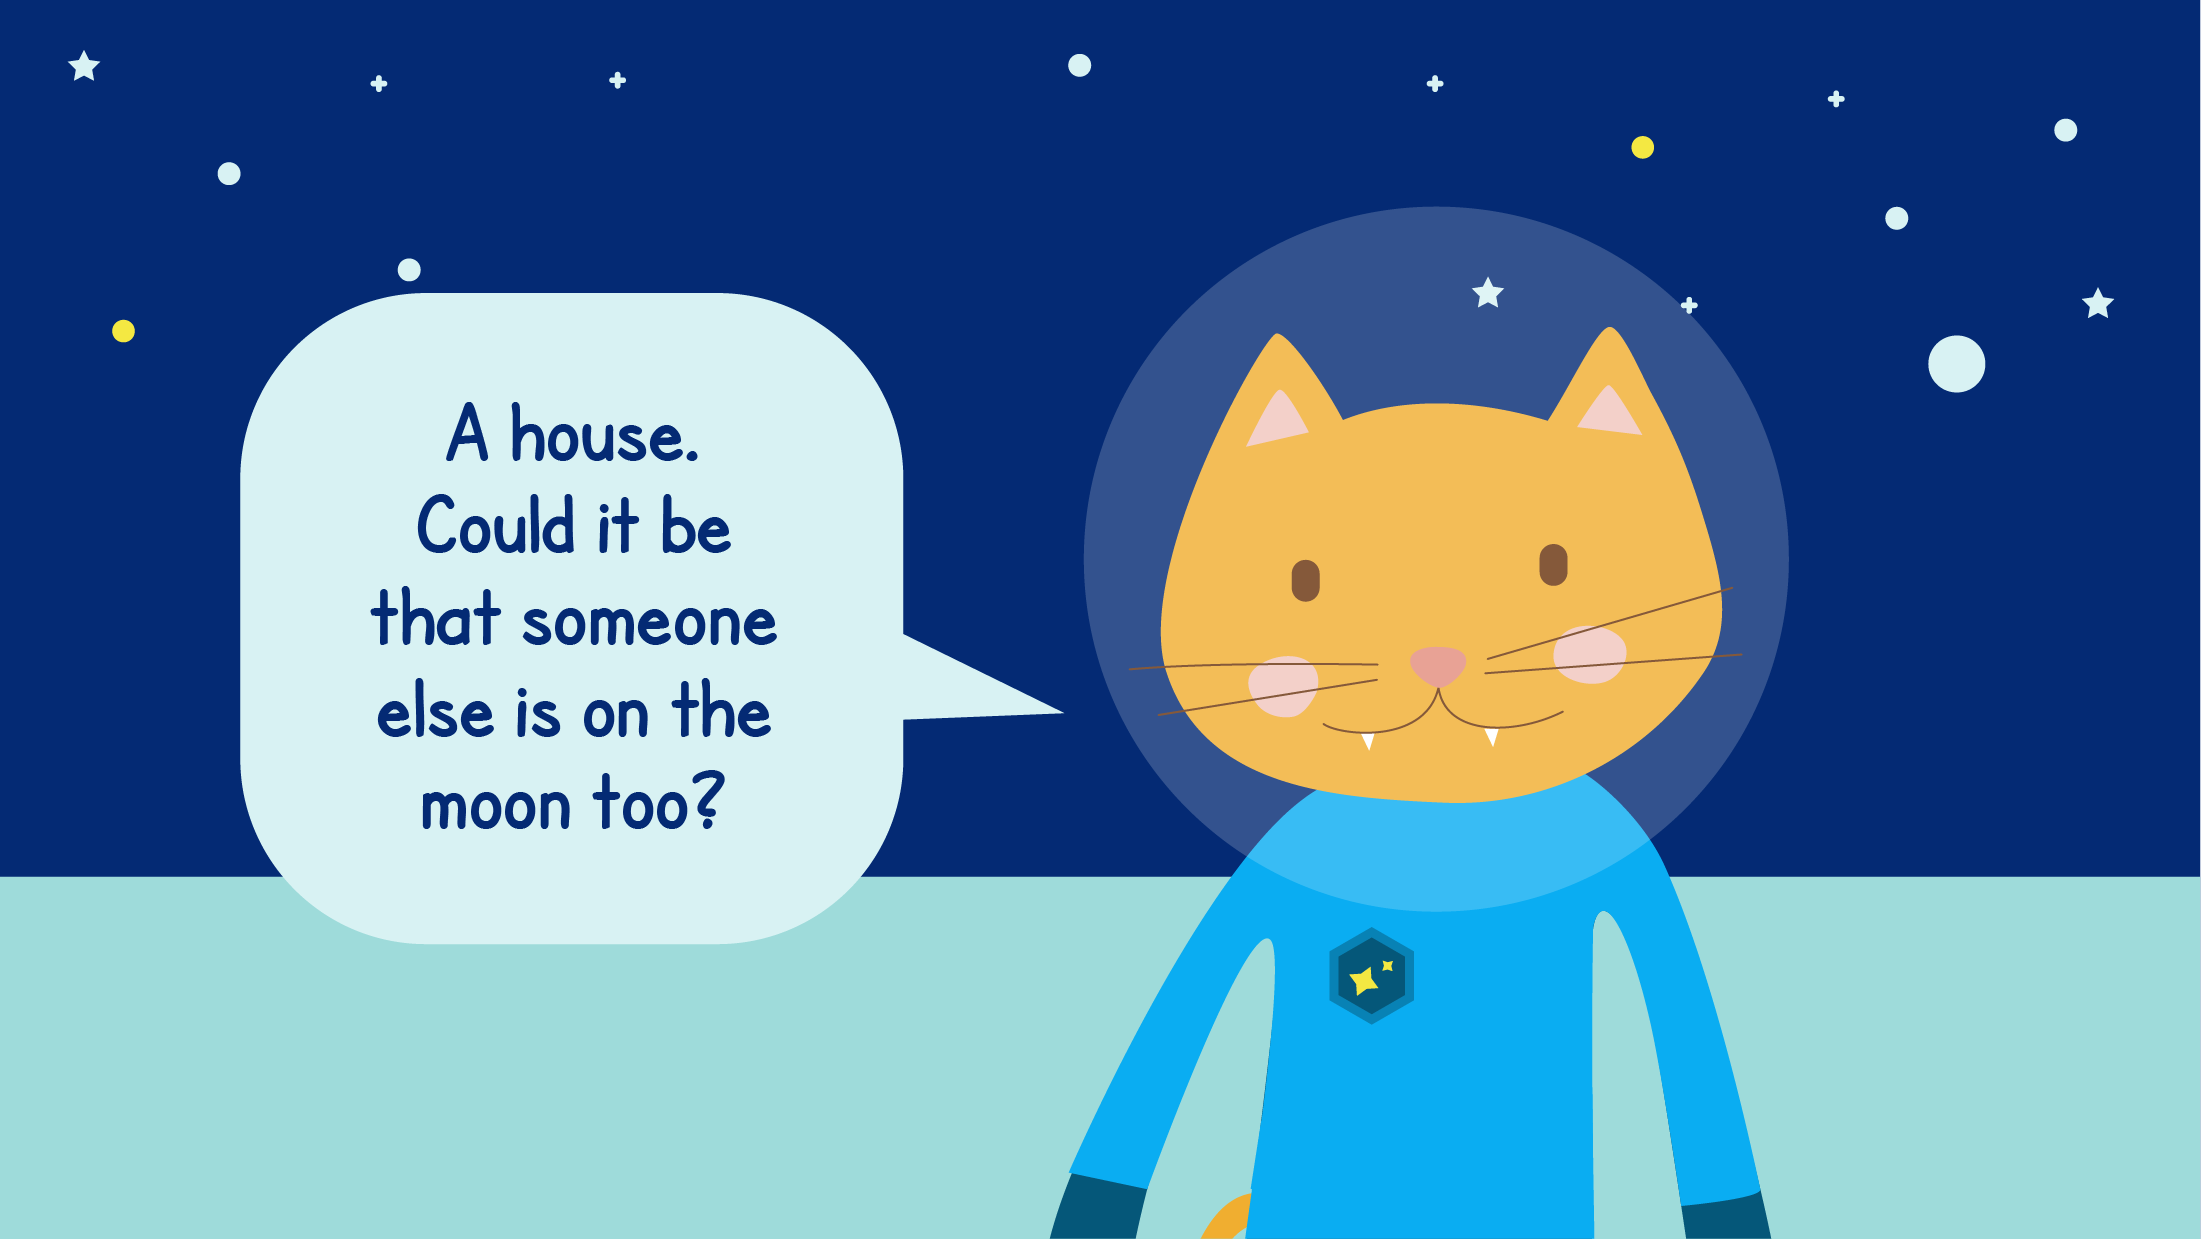 A house.
Could it be
that someone
else is on the
moon too?